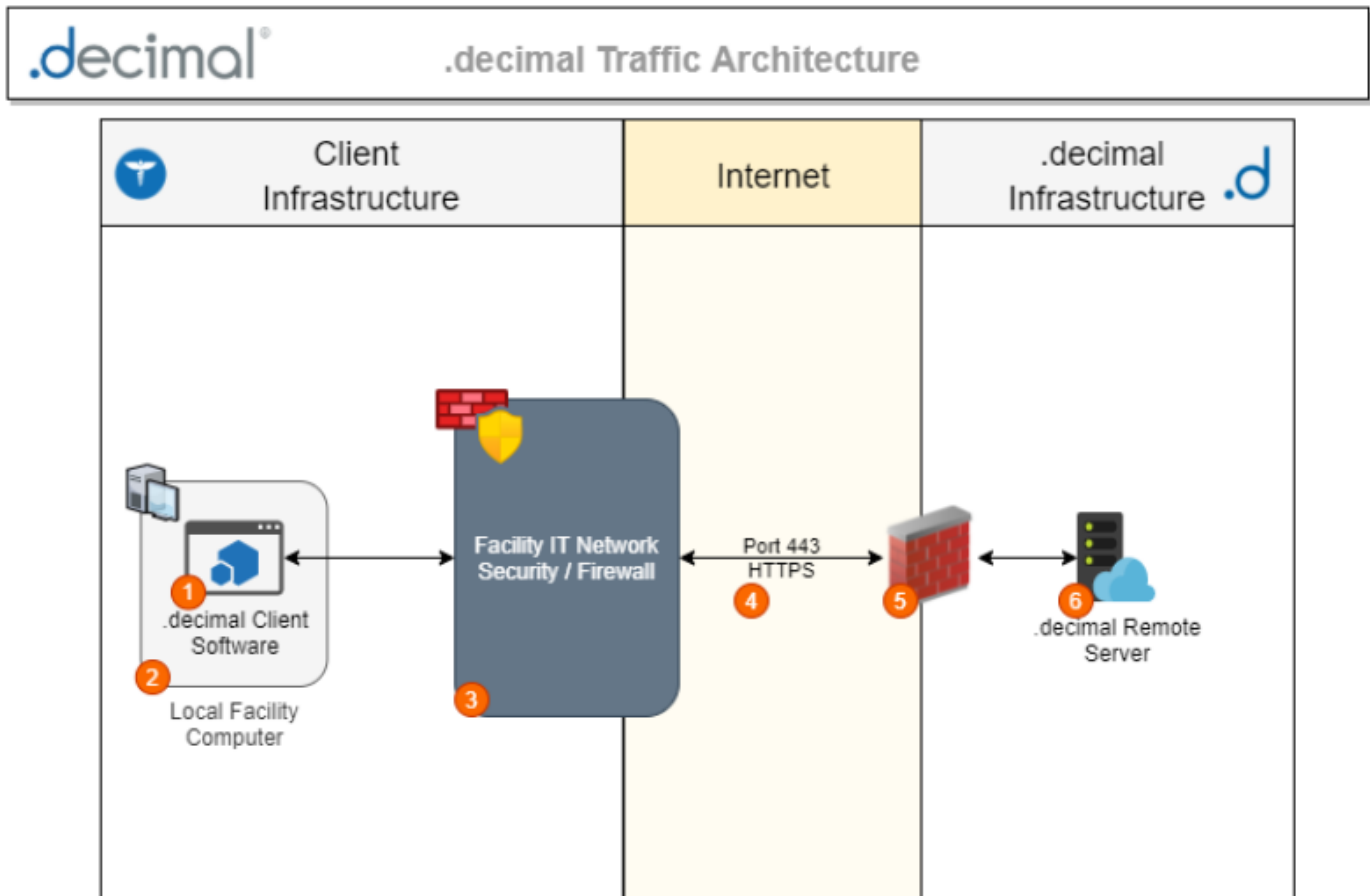 .decimal®
.decimal Traffic Architecture
Client
Infrastructure
Internet
.decimal
Infrastructure
.d
Facility IT Network
Security / Firewall
Port 443
HTTPS
1
4
5
6
.decimal Client
Software
.decimal Remote
Server
2
3
Local Facility
Computer